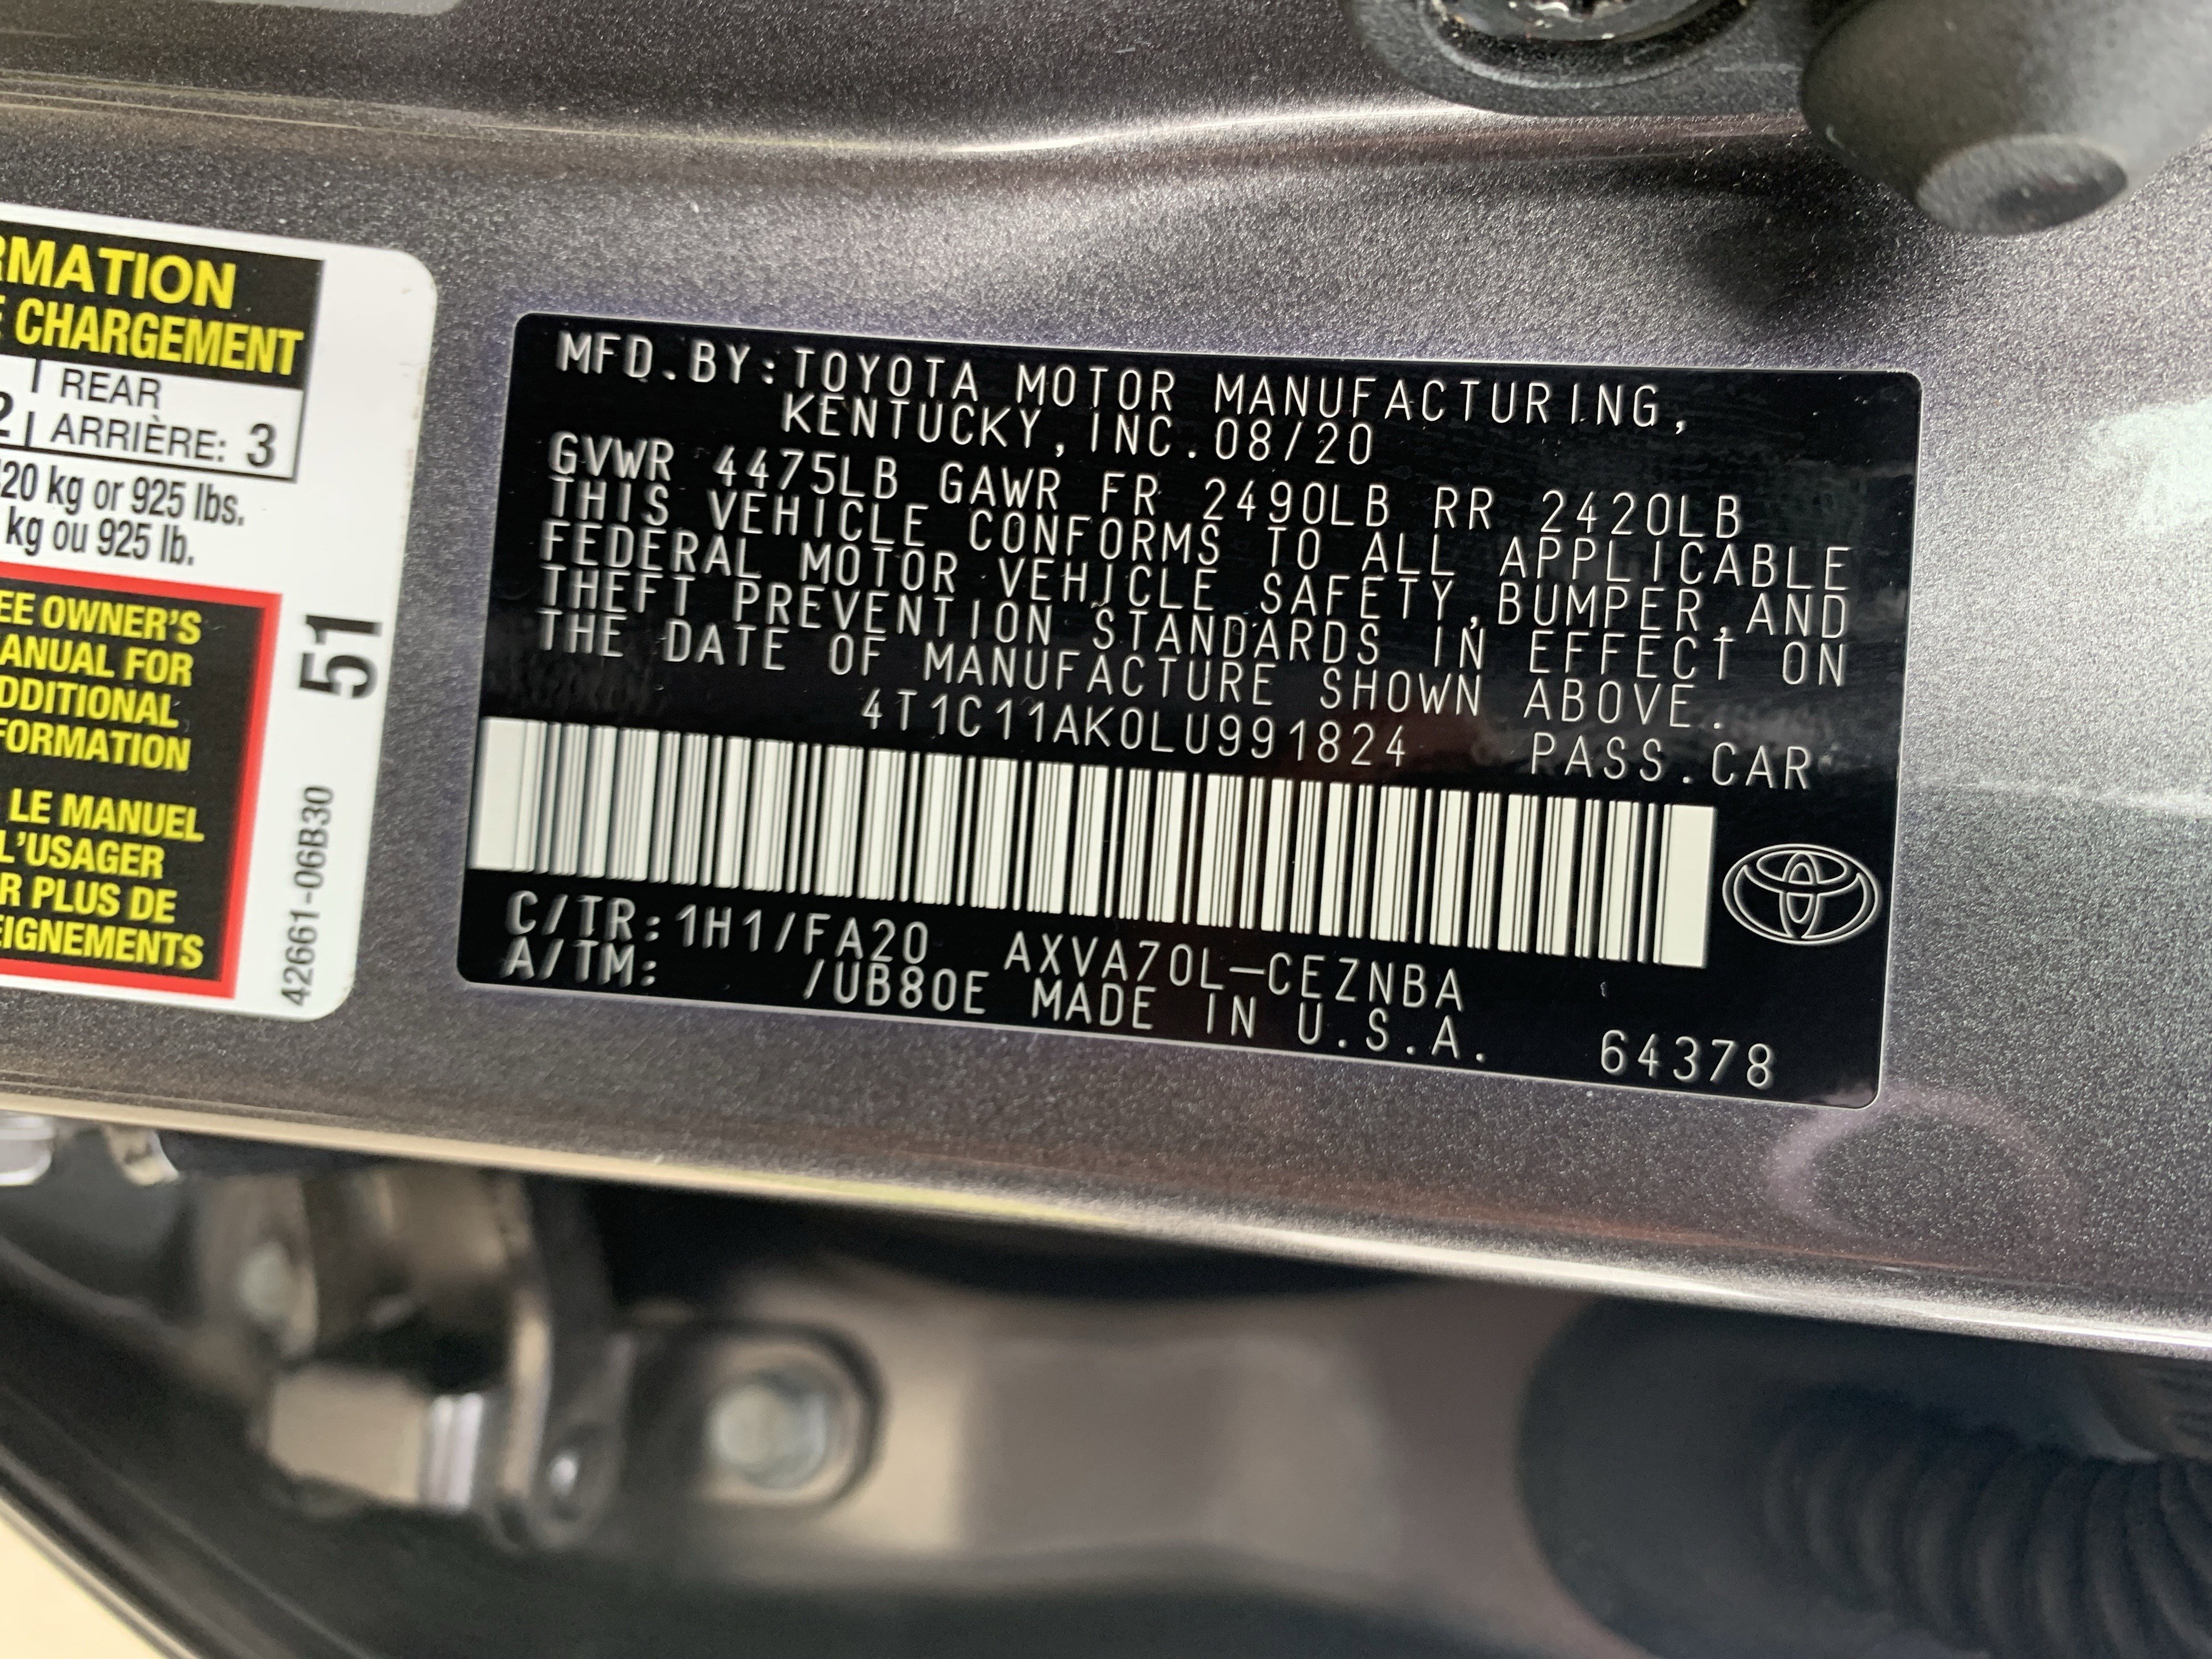 RMATION
E CHARGEMENT
REAR
2 ARRIÈRE: 3
20 kg or 925 lbs.
kg ou 925 lb.
EE OWNER'S
ANUAL FOR
DDITIONAL
FORMATION
LE MANUEL
L'USAGER
R PLUS DE
EIGNEMENTS
51
42661-06B30
MFD.BY:TOYOTA MOTOR MANUFACTURING,
KENTUCKY, INC.08/20
GVWR 4475LB GAWR FR 2490LB RR 2420LB
THIS VEHICLE CONFORMS TO ALL APPLICABLE
FEDERAL MOTOR VEHICLE SAFETY,BUMPER,AND
THEFT PREVENTION STANDARDS IN EFFECT ON
THE DATE OF MANUFACTURE SHOWN ABOVE.
4T1C11AK0LU991824 PASS.CAR
C/TR:1H1/FA20 AXVA70L-CEZNBA
A/TM: /UB80E MADE IN U.S.A. 64378